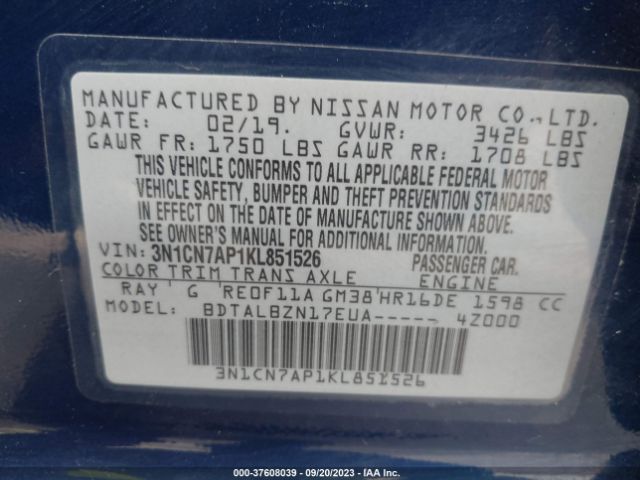 MANUFACTURED BY NISSAN MOTOR CO., LTD.
DATE: 02/19. GVWR: 3426 LBS
GAWR FR: 1750 LBS GAWR RR: 1708 LBS
THIS VEHICLE CONFORMS TO ALL APPLICABLE FEDERAL MOTOR
VEHICLE SAFETY, BUMPER AND THEFT PREVENTION STANDARDS
IN EFFECT ON THE DATE OF MANUFACTURE SHOWN ABOVE.
SEE OWNER'S MANUAL FOR ADDITIONAL INFORMATION.
VIN: 3N1CN7AP1KL851526 PASSENGER CAR.
COLOR TRIM TRANS AXLE ENGINE
RAY G RE0F11A GM38 HR16DE 1598 CC
MODEL: BDTALBZN17EUA----- 4Z000
3N1CN7AP1KL851526
000-37608039 - 09/20/2023 - IAA Inc.